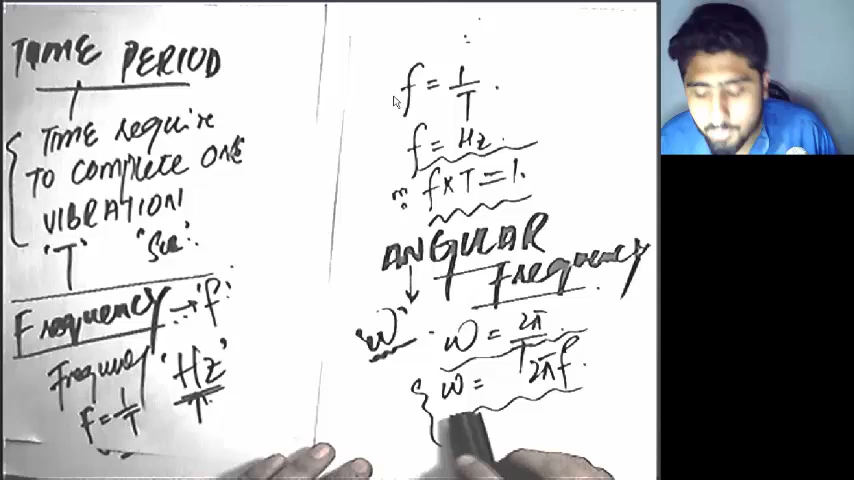 TIME PERIOD
TIME require
TO complete ONE
VIBRATION
'T' 'Sec'.
Frequency → 'f'
Frequency 'Hz'
F = 1/T
f = 1/T.
f = Hz.
f×T = 1.
ANGULAR
Frequency
'ω' · ω = 2π/T
ω = 2πf.